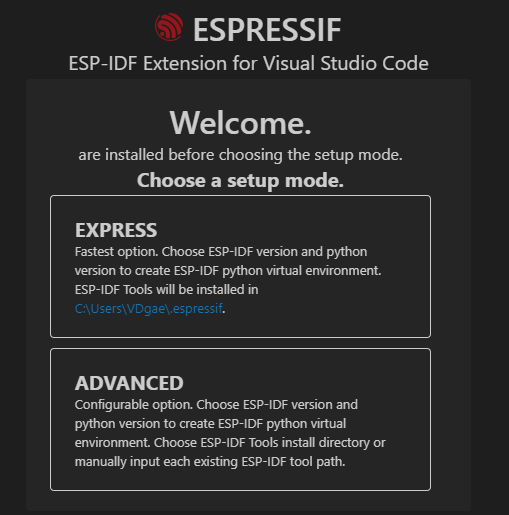 ESPRESSIF
ESP-IDF Extension for Visual Studio Code
Welcome.
are installed before choosing the setup mode.
Choose a setup mode.
EXPRESS
Fastest option. Choose ESP-IDF version and python
version to create ESP-IDF python virtual environment.
ESP-IDF Tools will be installed in
C:\Users\VDgae\.espressif.
ADVANCED
Configurable option. Choose ESP-IDF version and
python version to create ESP-IDF python virtual
environment. Choose ESP-IDF Tools install directory or
manually input each existing ESP-IDF tool path.